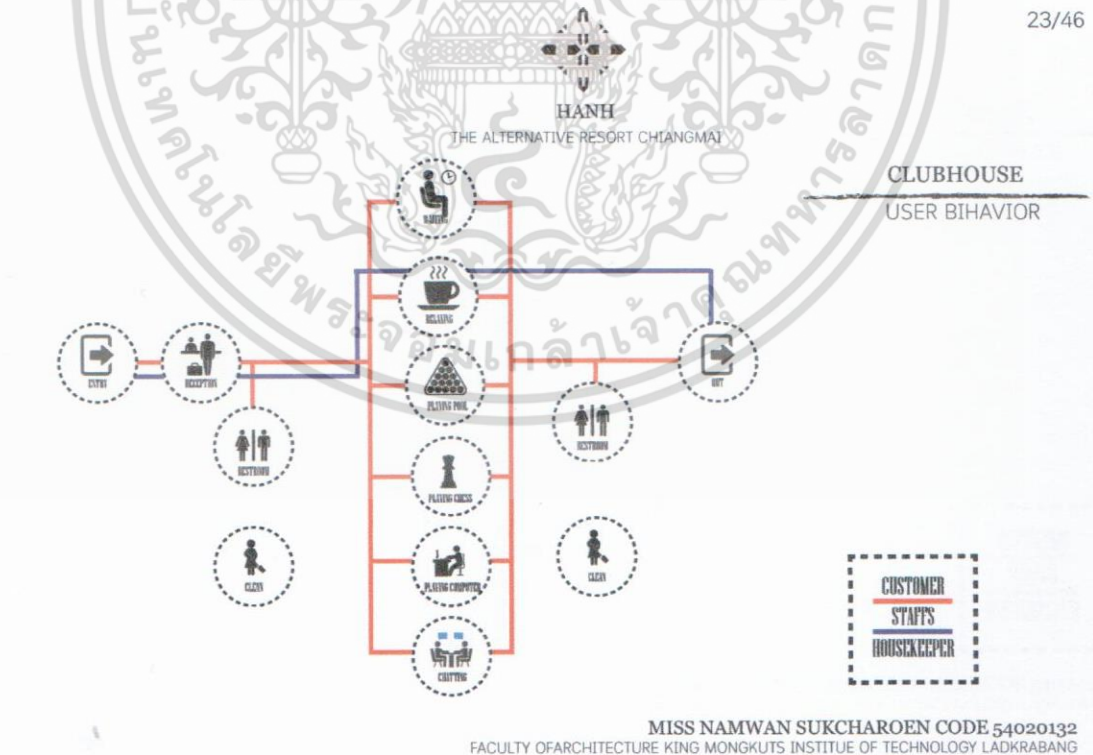 23/46
HANH
THE ALTERNATIVE RESORT CHIANGMAI
CLUBHOUSE
USER BIHAVIOR
WAITING
RELAXING
ENTRY
RECEPTION
PLAYING POOL
OUT
RESTROOM
RESTROOM
PLAYING CHESS
CLEAN
PLAYING COMPUTER
CLEAN
CHATTING
CUSTOMER
STAFFS
HOUSEKEEPER
MISS NAMWAN SUKCHAROEN CODE 54020132
FACULTY OFARCHITECTURE KING MONGKUTS INSTITUE OF TECHNOLOGY LADKRABANG